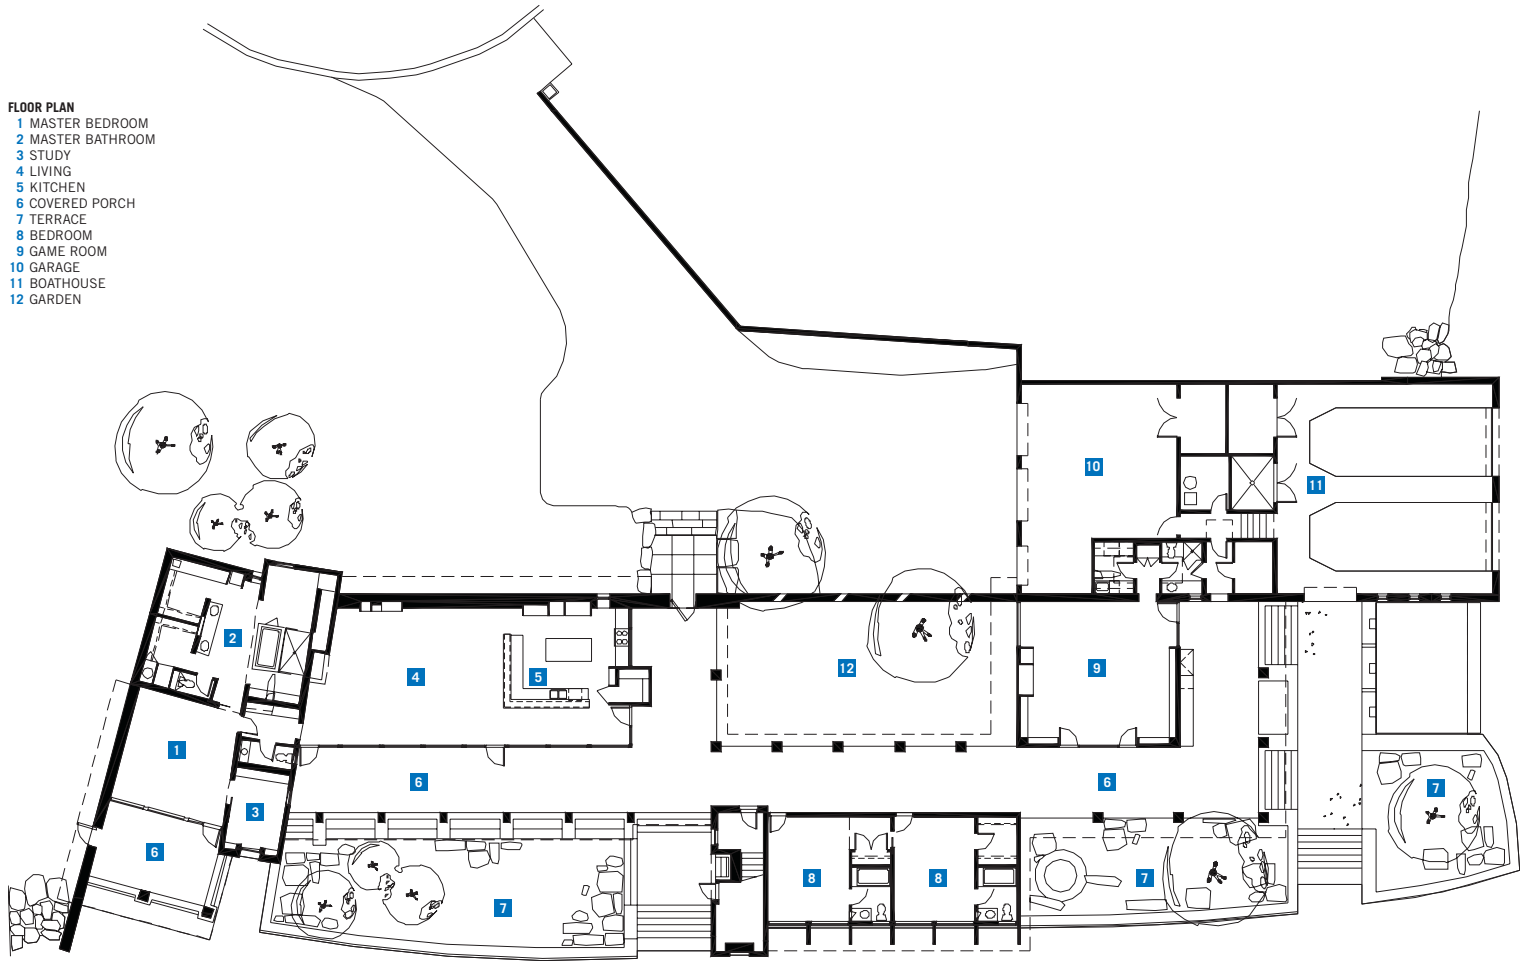 FLOOR PLAN
1 MASTER BEDROOM
2 MASTER BATHROOM
3 STUDY
4 LIVING
5 KITCHEN
6 COVERED PORCH
7 TERRACE
8 BEDROOM
9 GAME ROOM
10 GARAGE
11 BOATHOUSE
12 GARDEN
10
11
2
4
5
12
9
1
6
6
7
3
6
8
8
7
7